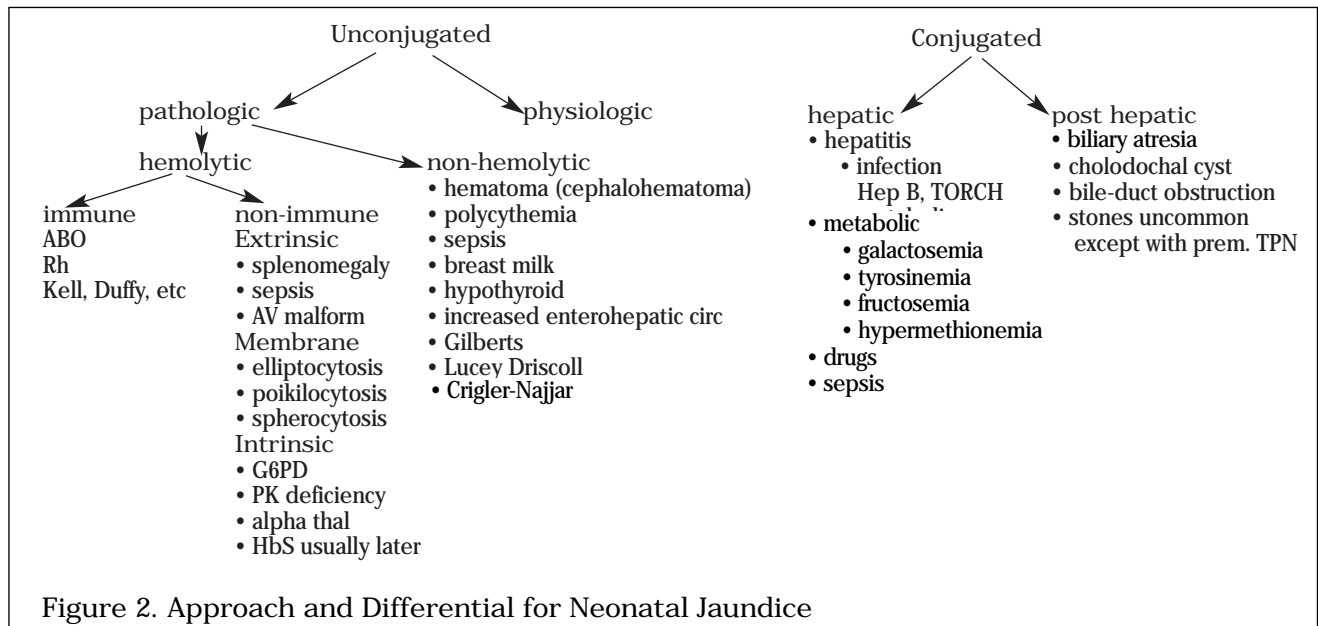 Unconjugated
pathologic
physiologic
hemolytic
immune
ABO
Rh
Kell, Duffy, etc
non-immune
Extrinsic
• splenomegaly
• sepsis
• AV malform
Membrane
• elliptocytosis
• poikilocytosis
• spherocytosis
Intrinsic
• G6PD
• PK deficiency
• alpha thal
• HbS usually later
non-hemolytic
• hematoma (cephalohematoma)
• polycythemia
• sepsis
• breast milk
• hypothyroid
• increased enterohepatic circ
• Gilberts
• Lucey Driscoll
• Crigler-Najjar
Conjugated
hepatic
• hepatitis
• infection
Hep B, TORCH
• metabolic
• galactosemia
• tyrosinemia
• fructosemia
• hypermethionemia
• drugs
• sepsis
post hepatic
• biliary atresia
• cholodochal cyst
• bile-duct obstruction
• stones uncommon
except with prem. TPN
Figure 2. Approach and Differential for Neonatal Jaundice